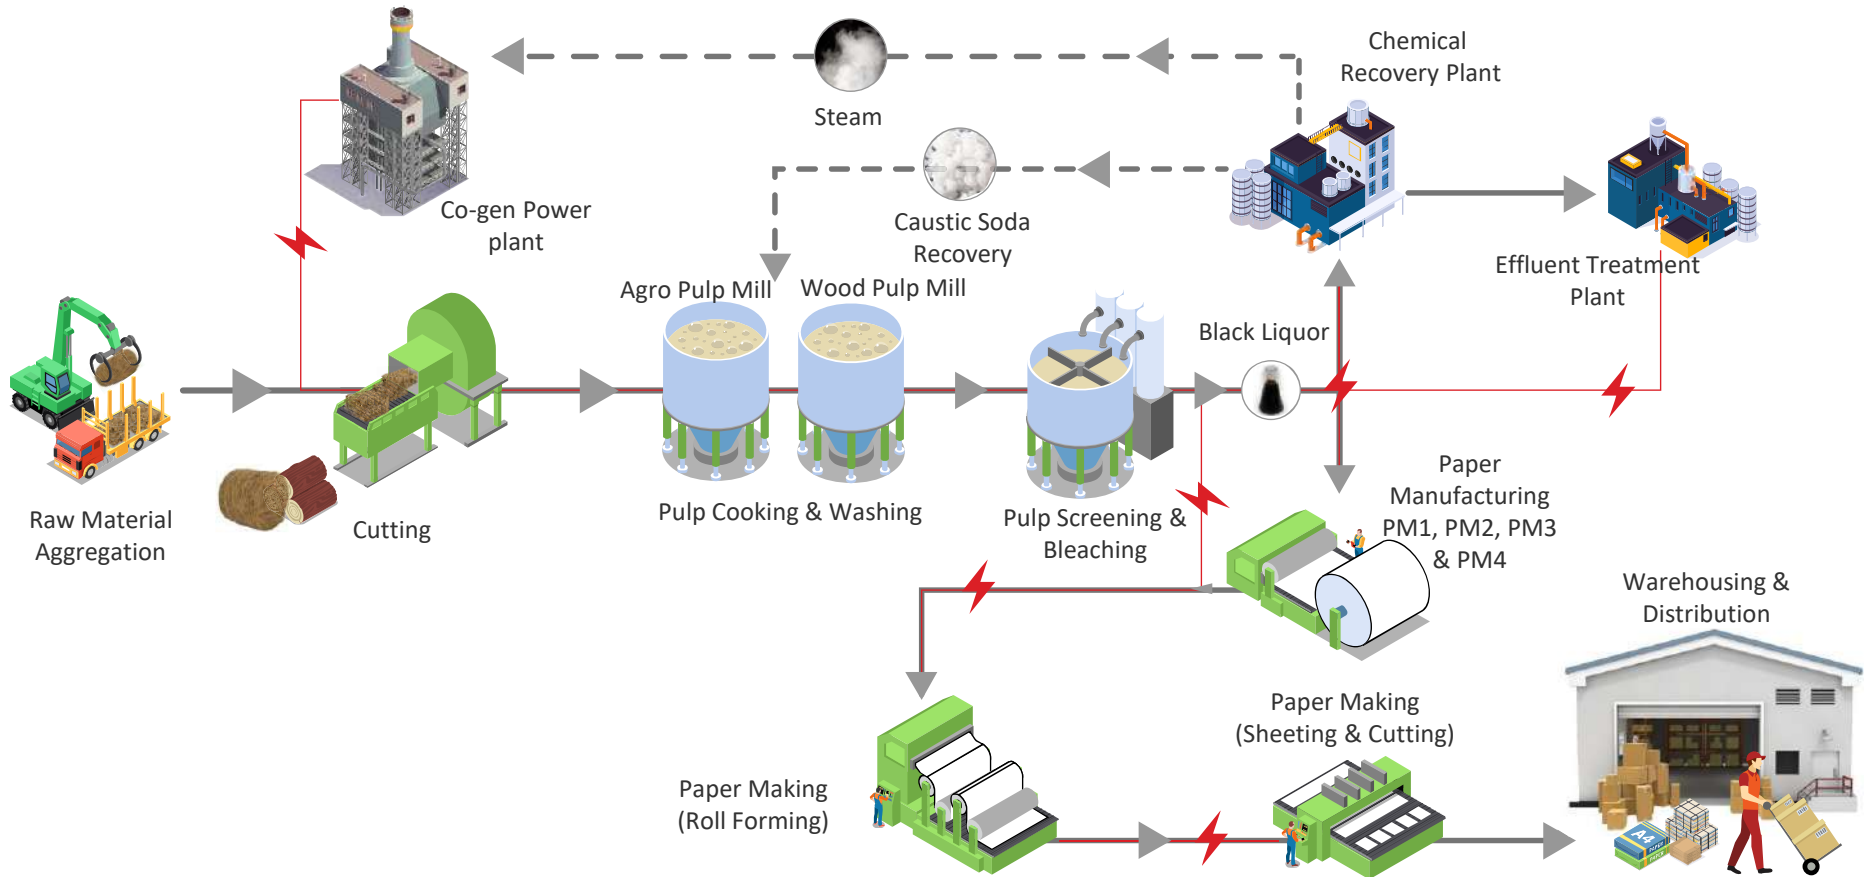 Chemical
Recovery Plant
Steam
Co-gen Power
plant
Caustic Soda
Recovery
Effluent Treatment
Plant
Agro Pulp Mill
Wood Pulp Mill
Black Liquor
Raw Material
Aggregation
Cutting
Pulp Cooking & Washing
Pulp Screening &
Bleaching
Paper
Manufacturing
PM1, PM2, PM3
& PM4
Warehousing &
Distribution
Paper Making
(Roll Forming)
Paper Making
(Sheeting & Cutting)
A4
PAPER